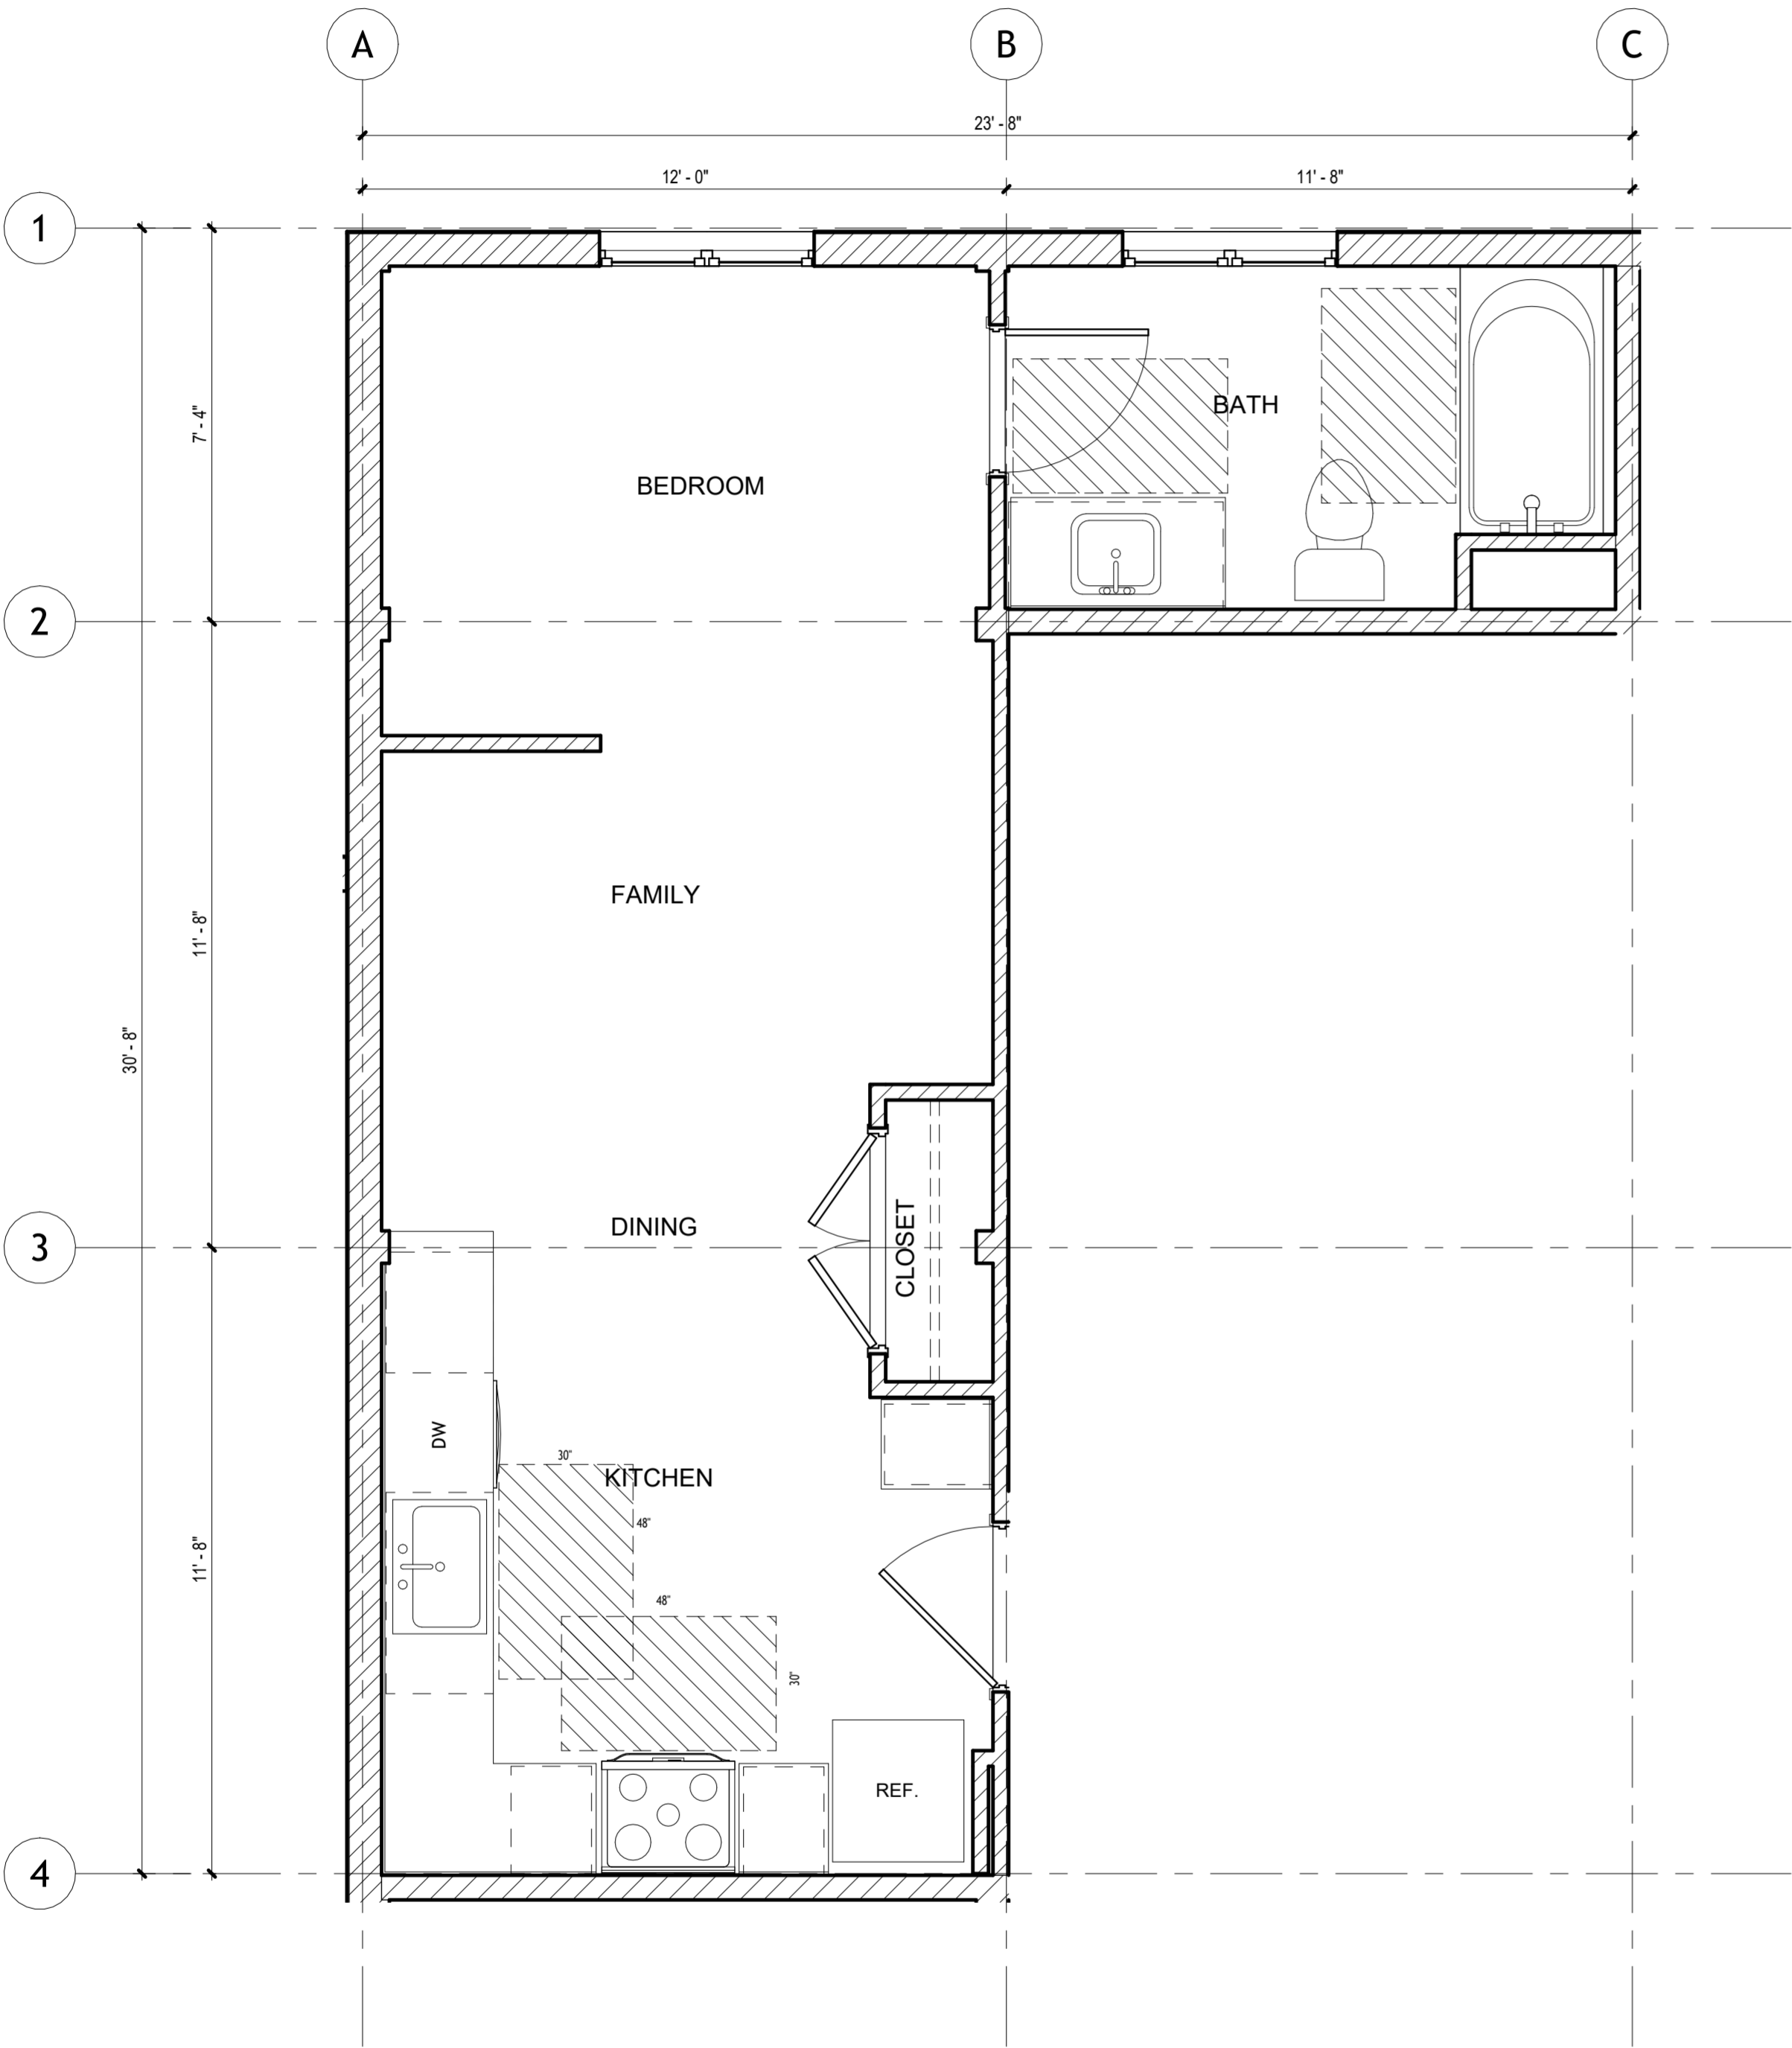 A
B
C
23' - 8"
12' - 0"
11' - 8"
1
7' - 4"
BATH
BEDROOM
2
FAMILY
11' - 8"
30' - 8"
DINING
CLOSET
3
DW
30"
KITCHEN
48"
11' - 8"
48"
30"
REF.
4